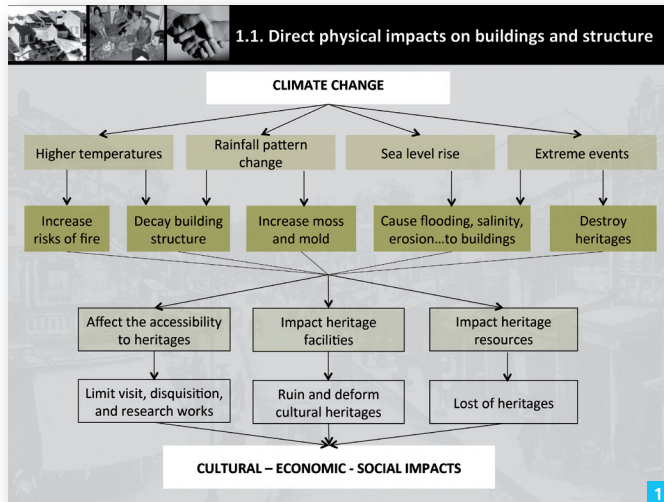 1.1. Direct physical impacts on buildings and structure
CLIMATE CHANGE
Higher temperatures
Rainfall pattern
change
Sea level rise
Extreme events
Increase
risks of fire
Decay building
structure
Increase moss
and mold
Cause flooding, salinity,
erosion...to buildings
Destroy
heritages
Affect the accessibility
to heritages
Impact heritage
facilities
Impact heritage
resources
Limit visit, disquisition,
and research works
Ruin and deform
cultural heritages
Lost of heritages
CULTURAL – ECONOMIC - SOCIAL IMPACTS
1